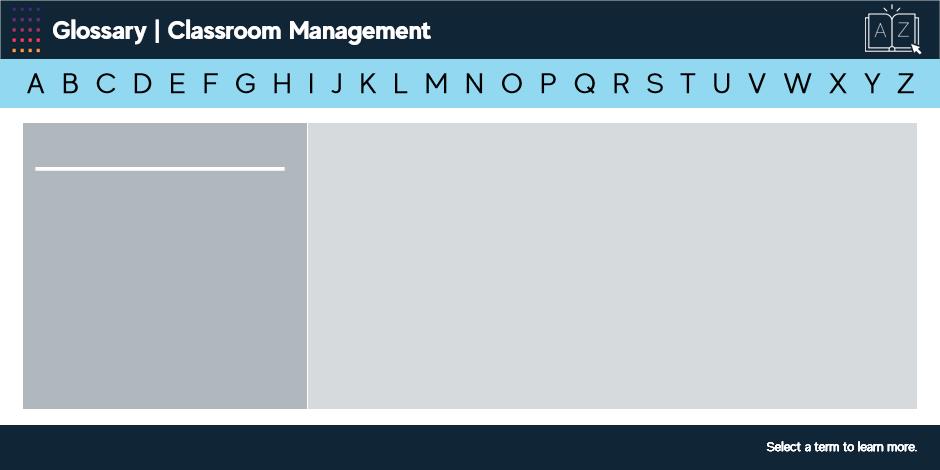 Glossary | Classroom Management
A Z
A B C D E F G H I J K L M N O P Q R S T U V W X Y Z
Select a term to learn more.